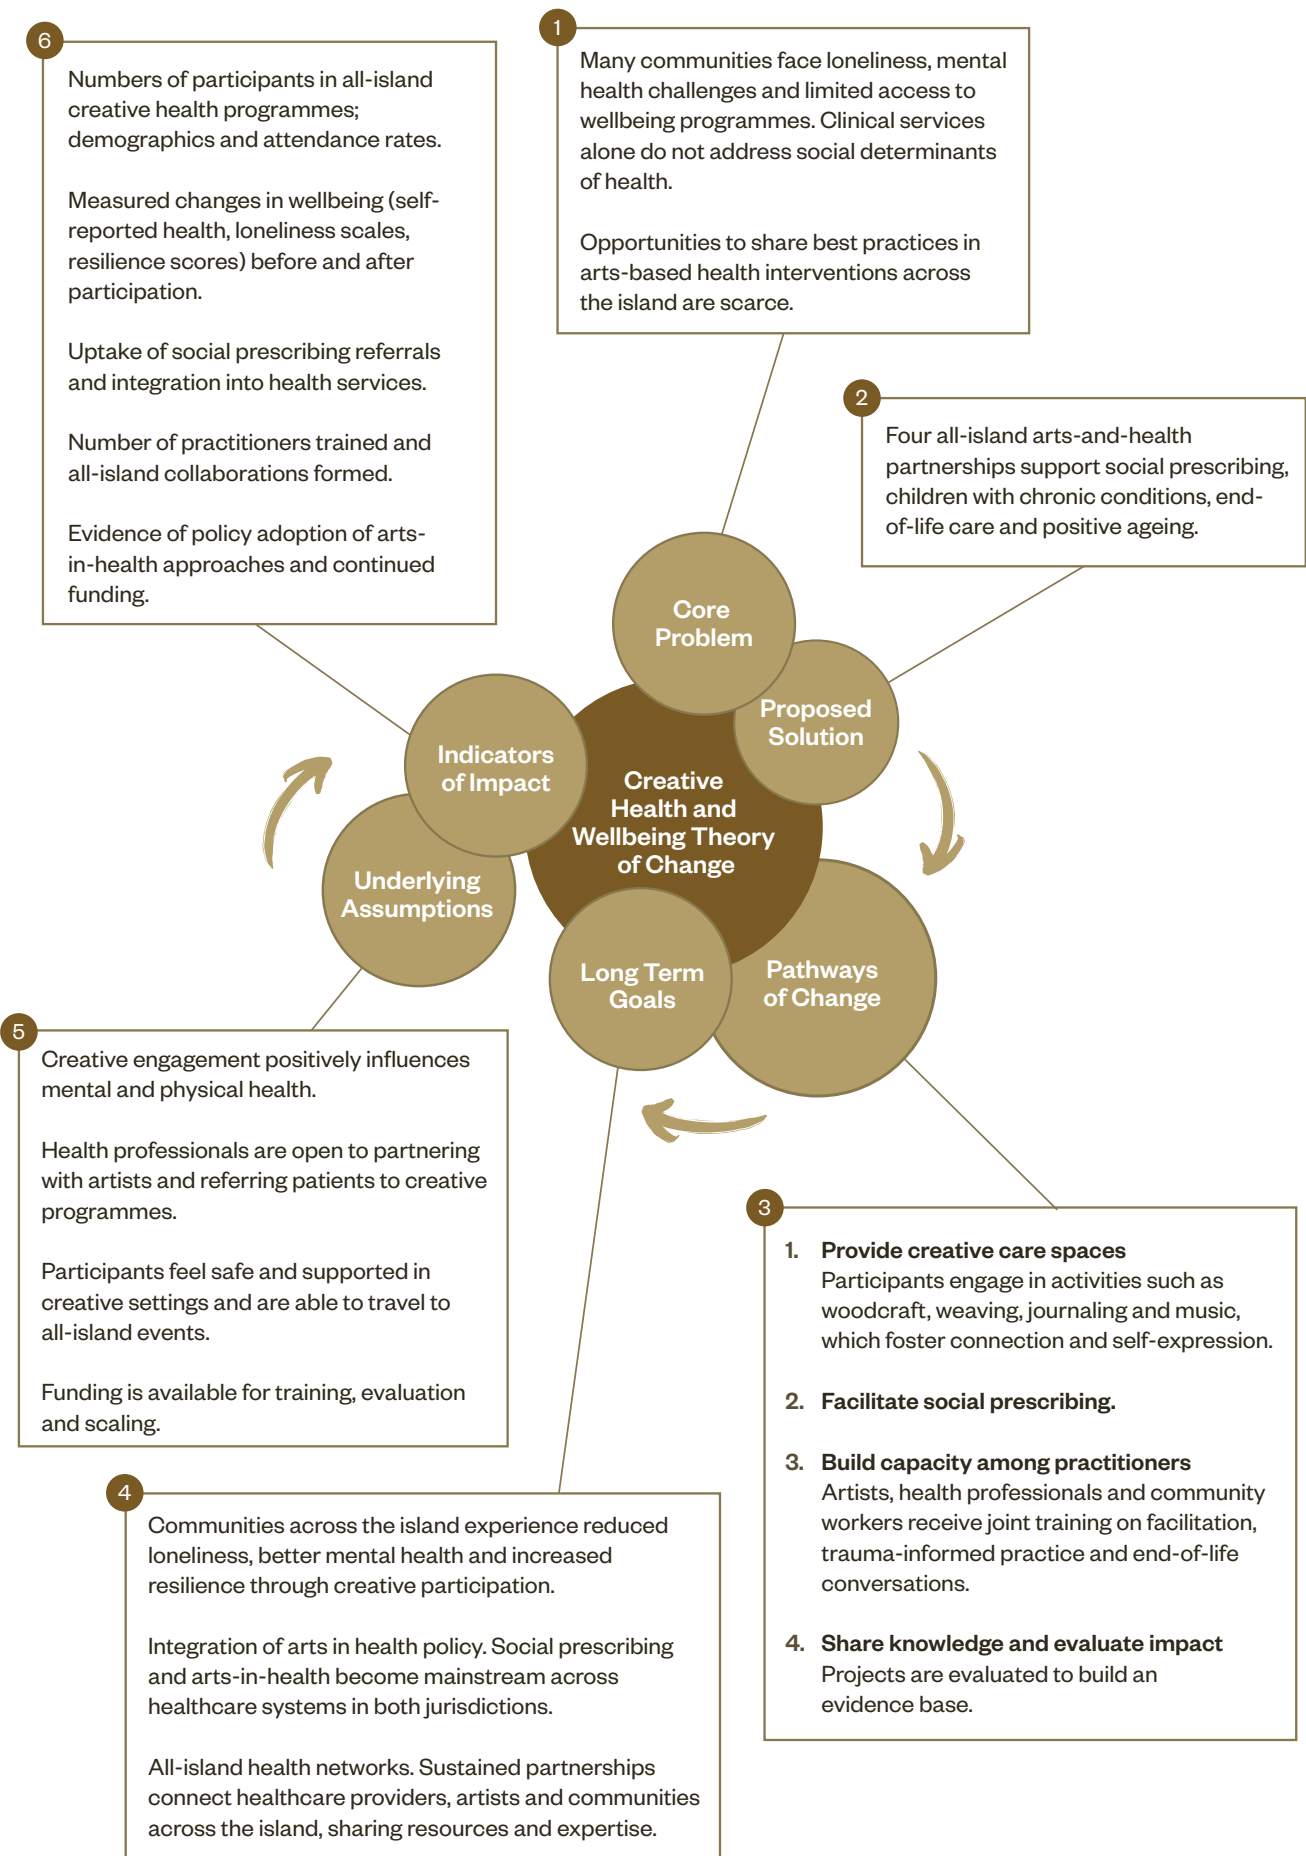 1
Many communities face loneliness, mental
health challenges and limited access to
wellbeing programmes. Clinical services
alone do not address social determinants
of health.
Opportunities to share best practices in
arts-based health interventions across
the island are scarce.
2
Four all-island arts-and-health
partnerships support social prescribing,
children with chronic conditions, end-
of-life care and positive ageing.
3
1. Provide creative care spaces
Participants engage in activities such as
woodcraft, weaving, journaling and music,
which foster connection and self-expression.
2. Facilitate social prescribing.
3. Build capacity among practitioners
Artists, health professionals and community
workers receive joint training on facilitation,
trauma-informed practice and end-of-life
conversations.
4. Share knowledge and evaluate impact
Projects are evaluated to build an
evidence base.
4
Communities across the island experience reduced
loneliness, better mental health and increased
resilience through creative participation.
Integration of arts in health policy. Social prescribing
and arts-in-health become mainstream across
healthcare systems in both jurisdictions.
All-island health networks. Sustained partnerships
connect healthcare providers, artists and communities
across the island, sharing resources and expertise.
5
Creative engagement positively influences
mental and physical health.
Health professionals are open to partnering
with artists and referring patients to creative
programmes.
Participants feel safe and supported in
creative settings and are able to travel to
all-island events.
Funding is available for training, evaluation
and scaling.
6
Numbers of participants in all-island
creative health programmes;
demographics and attendance rates.
Measured changes in wellbeing (self-
reported health, loneliness scales,
resilience scores) before and after
participation.
Uptake of social prescribing referrals
and integration into health services.
Number of practitioners trained and
all-island collaborations formed.
Evidence of policy adoption of arts-
in-health approaches and continued
funding.
Core
Problem
Proposed
Solution
Pathways
of Change
Long Term
Goals
Underlying
Assumptions
Indicators
of Impact
Creative
Health and
Wellbeing Theory
of Change